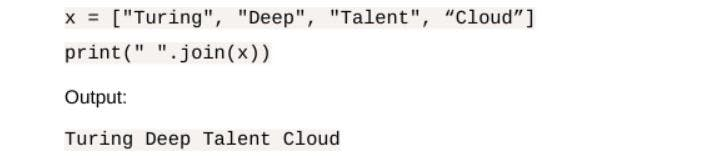 x = ["Turing", "Deep", "Talent", “Cloud”]
print(" ".join(x))
Output:
Turing Deep Talent Cloud